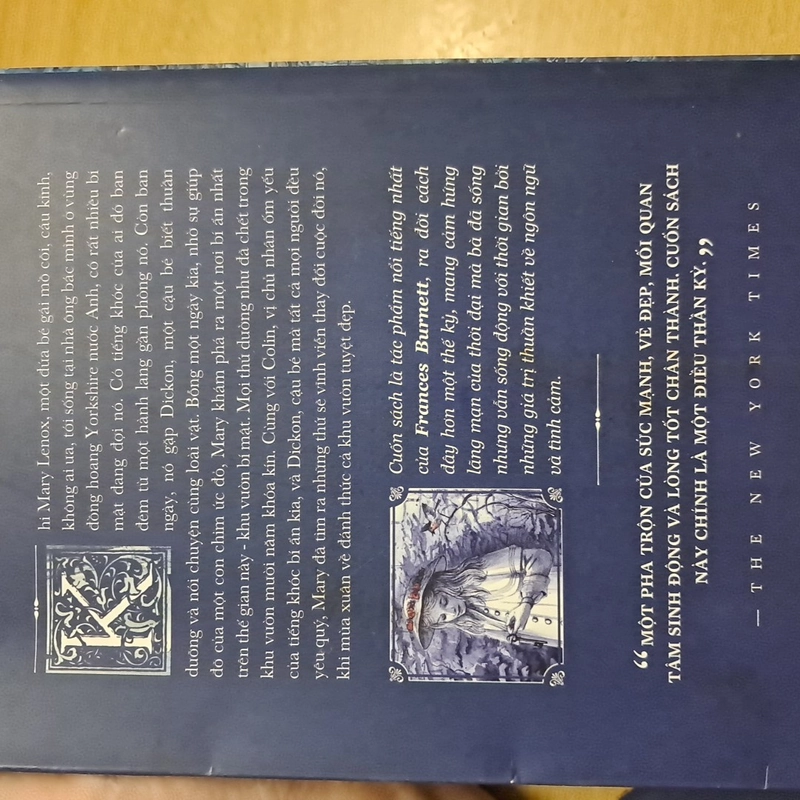 Khi Mary Lenox, một đứa bé gái mồ côi, cáu kỉnh,
không ai ưa, tới sống tại nhà ông bác mình ở vùng
đồng hoang Yorkshire nước Anh, có rất nhiều bí
mật đang đợi nó. Có tiếng khóc của ai đó ban
đêm từ một hành lang gần phòng nó. Còn ban
ngày, nó gặp Dickon, một cậu bé biết thuần
dưỡng và nói chuyện cùng loài vật. Bỗng một ngày kia, nhờ sự giúp
đỡ của một con chim ức đỏ, Mary khám phá ra một nơi bí ẩn nhất
trên thế gian này - khu vườn bí mật. Mọi thứ dường như đã chết trong
khu vườn mười năm khóa kín. Cùng với Colin, vị chủ nhân ốm yếu
của tiếng khóc bí ẩn kia, và Dickon, cậu bé mà tất cả mọi người đều
yêu quý, Mary đã tìm ra những thứ sẽ vĩnh viễn thay đổi cuộc đời nó,
khi mùa xuân về đánh thức cả khu vườn tuyệt đẹp.
Cuốn sách là tác phẩm nổi tiếng nhất
của Frances Burnett, ra đời cách
đây hơn một thế kỷ, mang cảm hứng
lãng mạn của thời đại mà bà đã sống
nhưng vẫn sống động với thời gian bởi
những giá trị thuần khiết về ngôn ngữ
và tình cảm.
“MỘT PHA TRỘN CỦA SỨC MẠNH, VẺ ĐẸP, MỐI QUAN
TÂM SINH ĐỘNG VÀ LÒNG TỐT CHÂN THÀNH. CUỐN SÁCH
NÀY CHÍNH LÀ MỘT ĐIỀU THẦN KỲ.”
— THE NEW YORK TIMES